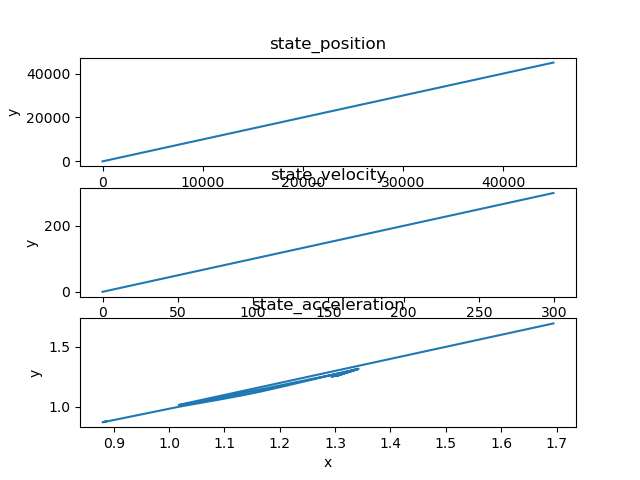 state_position
40000
20000
0
y
0 10000 20000 30000 40000
state_velocity
200
0
y
0 50 100 150 200 250 300
state_acceleration
1.5
1.0
y
0.9 1.0 1.1 1.2 1.3 1.4 1.5 1.6 1.7
x